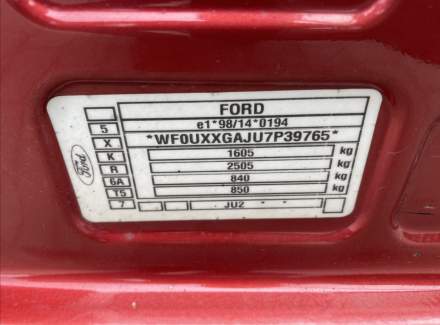 FORD
e1*98/14*0194
*WF0UXXGAJU7P39765*
1605 kg
2505 kg
840 kg
850 kg
JU2
5
X
K
R
6A
T5
7
Ford